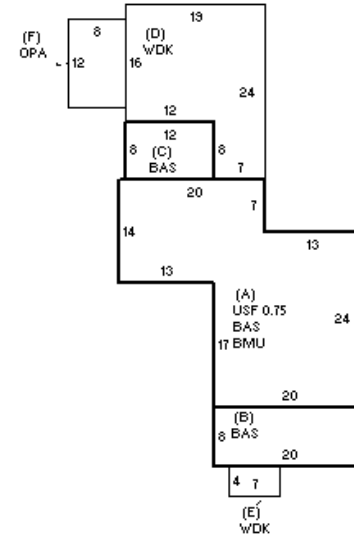 19
(F)
OPA
8
(D)
WDK
12
16
24
12
12
8
(C)
BAS
8
7
20
7
14
13
13
(A)
USF 0.75
BAS
BMU
24
17
20
(B)
BAS
8
20
4
7
(E)
WDK